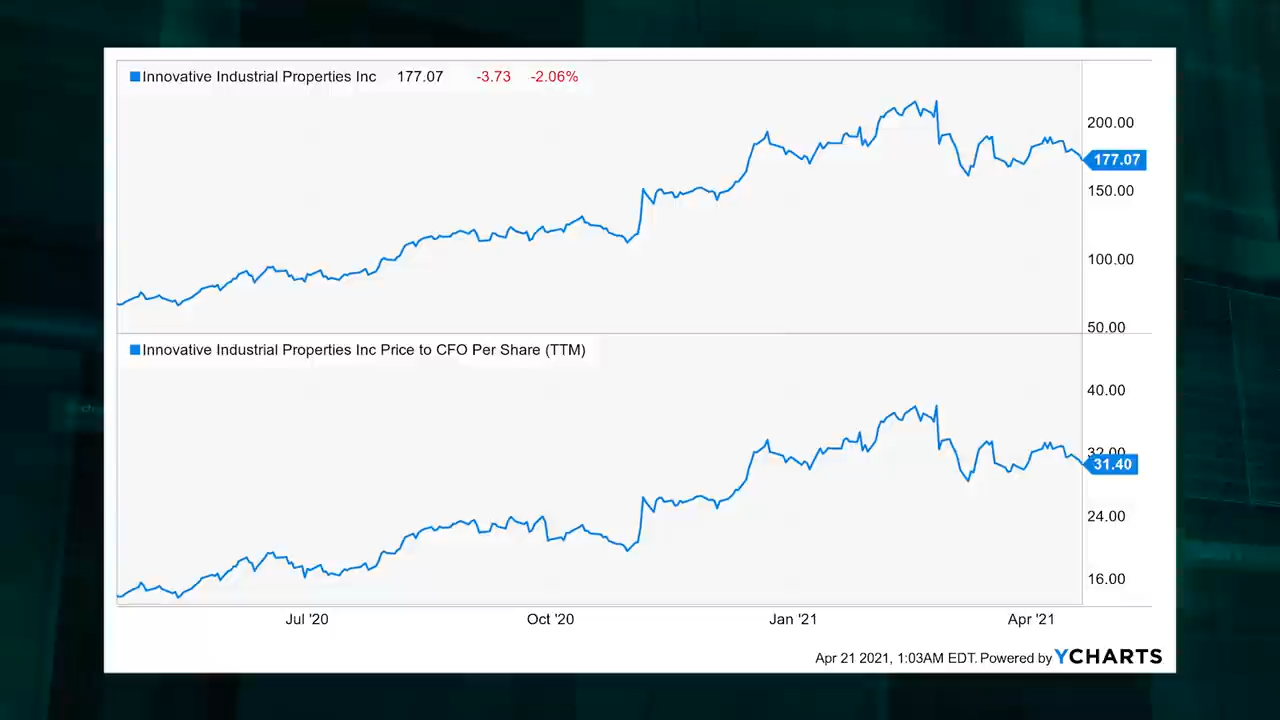 Innovative Industrial Properties Inc 177.07 -3.73 -2.06%
200.00
177.07
150.00
100.00
50.00
Innovative Industrial Properties Inc Price to CFO Per Share (TTM)
40.00
32.00
31.40
24.00
16.00
Jul '20 Oct '20 Jan '21 Apr '21
Apr 21 2021, 1:03AM EDT. Powered by YCHARTS